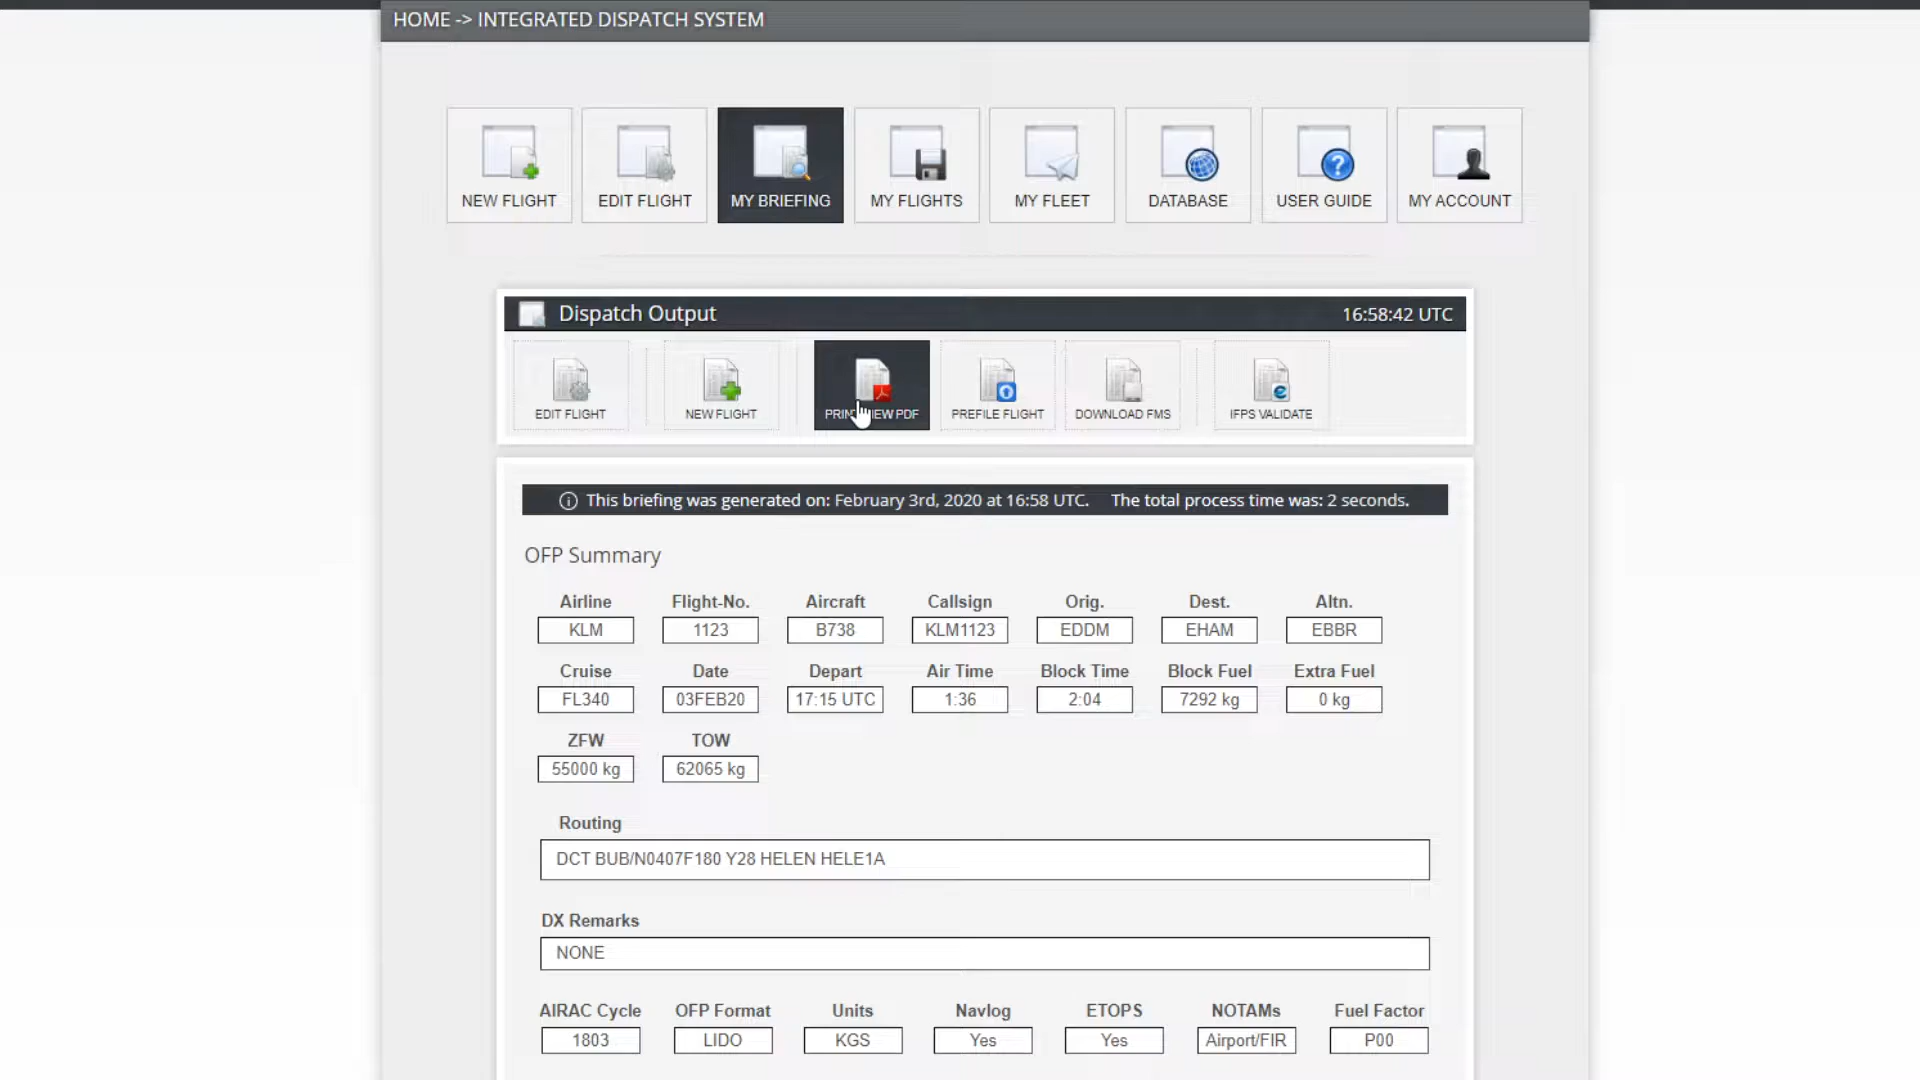 HOME -> INTEGRATED DISPATCH SYSTEM
NEW FLIGHT EDIT FLIGHT MY BRIEFING MY FLIGHTS MY FLEET DATABASE USER GUIDE MY ACCOUNT
Dispatch Output 16:58:42 UTC
EDIT FLIGHT NEW FLIGHT PREFILE FLIGHT DOWNLOAD FMS IFPS VALIDATE
This briefing was generated on: February 3rd, 2020 at 16:58 UTC. The total process time was: 2 seconds.
OFP Summary
Airline Flight-No. Aircraft Callsign Orig. Dest. Altn.
KLM 1123 B738 KLM1123 EDDM EHAM EBBR
Cruise Date Depart Air Time Block Time Block Fuel Extra Fuel
FL340 03FEB20 17:15 UTC 1:36 2:04 7292 kg 0 kg
ZFW TOW
55000 kg 62065 kg
Routing
DCT BUB/N0407F180 Y28 HELEN HELE1A
DX Remarks
NONE
AIRAC Cycle OFP Format Units Navlog ETOPS NOTAMs Fuel Factor
1803 LIDO KGS Yes Yes Airport/FIR P00